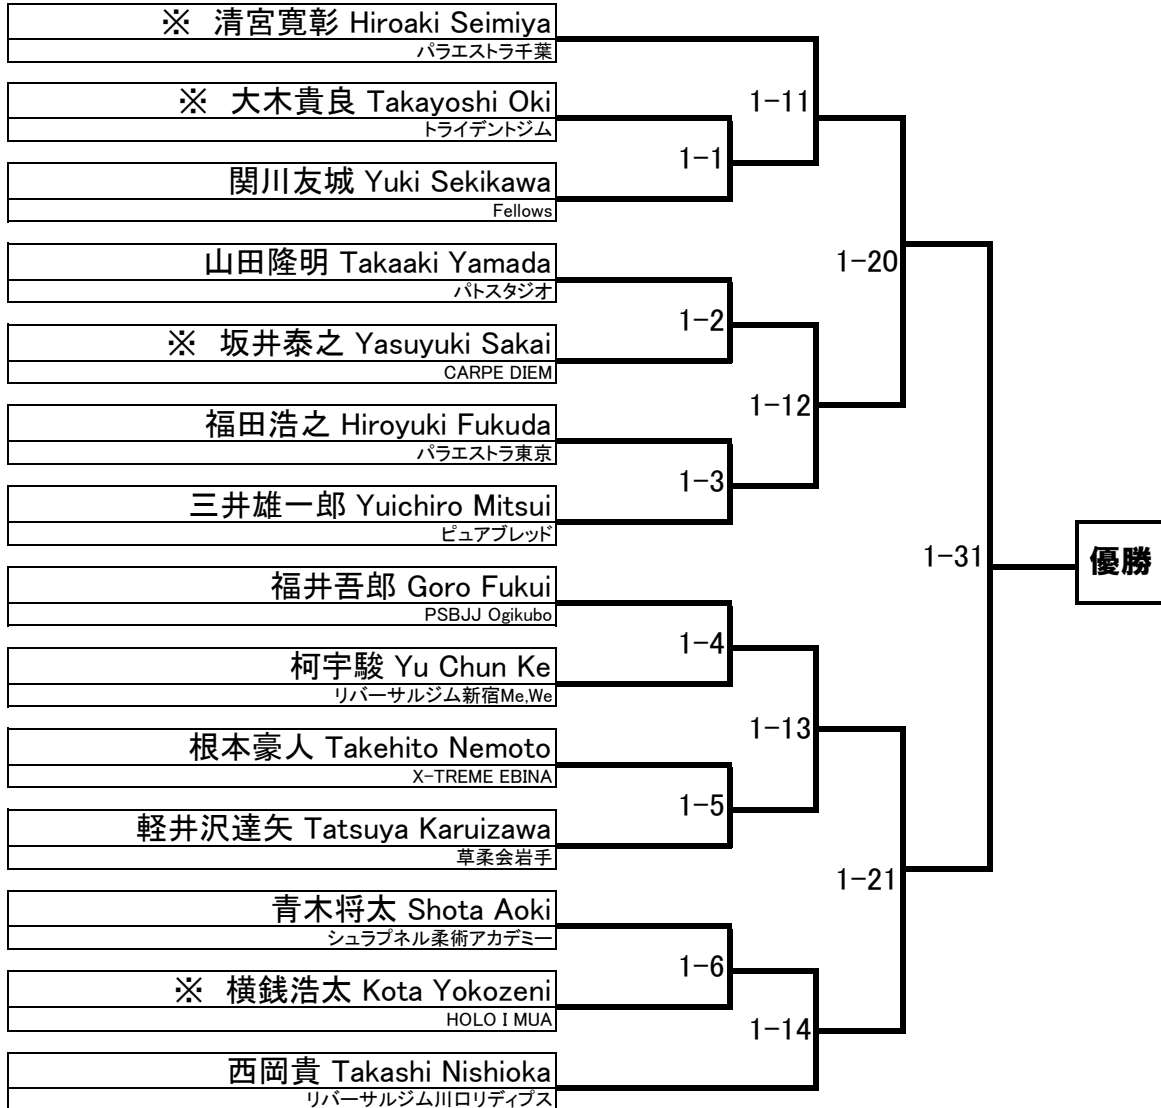 ※ 清宮寛彰 Hiroaki Seimiya
パラエストラ千葉
※ 大木貴良 Takayoshi Oki
トライデントジム
関川友城 Yuki Sekikawa
Fellows
山田隆明 Takaaki Yamada
パトスタジオ
※ 坂井泰之 Yasuyuki Sakai
CARPE DIEM
福田浩之 Hiroyuki Fukuda
パラエストラ東京
三井雄一郎 Yuichiro Mitsui
ピュアブレッド
福井吾郎 Goro Fukui
PSBJJ Ogikubo
柯宇駿 Yu Chun Ke
リバーサルジム新宿Me,We
根本豪人 Takehito Nemoto
X-TREME EBINA
軽井沢達矢 Tatsuya Karuizawa
草柔会岩手
青木将太 Shota Aoki
シュラプネル柔術アカデミー
※ 横銭浩太 Kota Yokozeni
HOLO I MUA
西岡貴 Takashi Nishioka
リバーサルジム川口リディプス
1-1
1-2
1-3
1-4
1-5
1-6
1-11
1-12
1-13
1-14
1-20
1-21
1-31
優勝